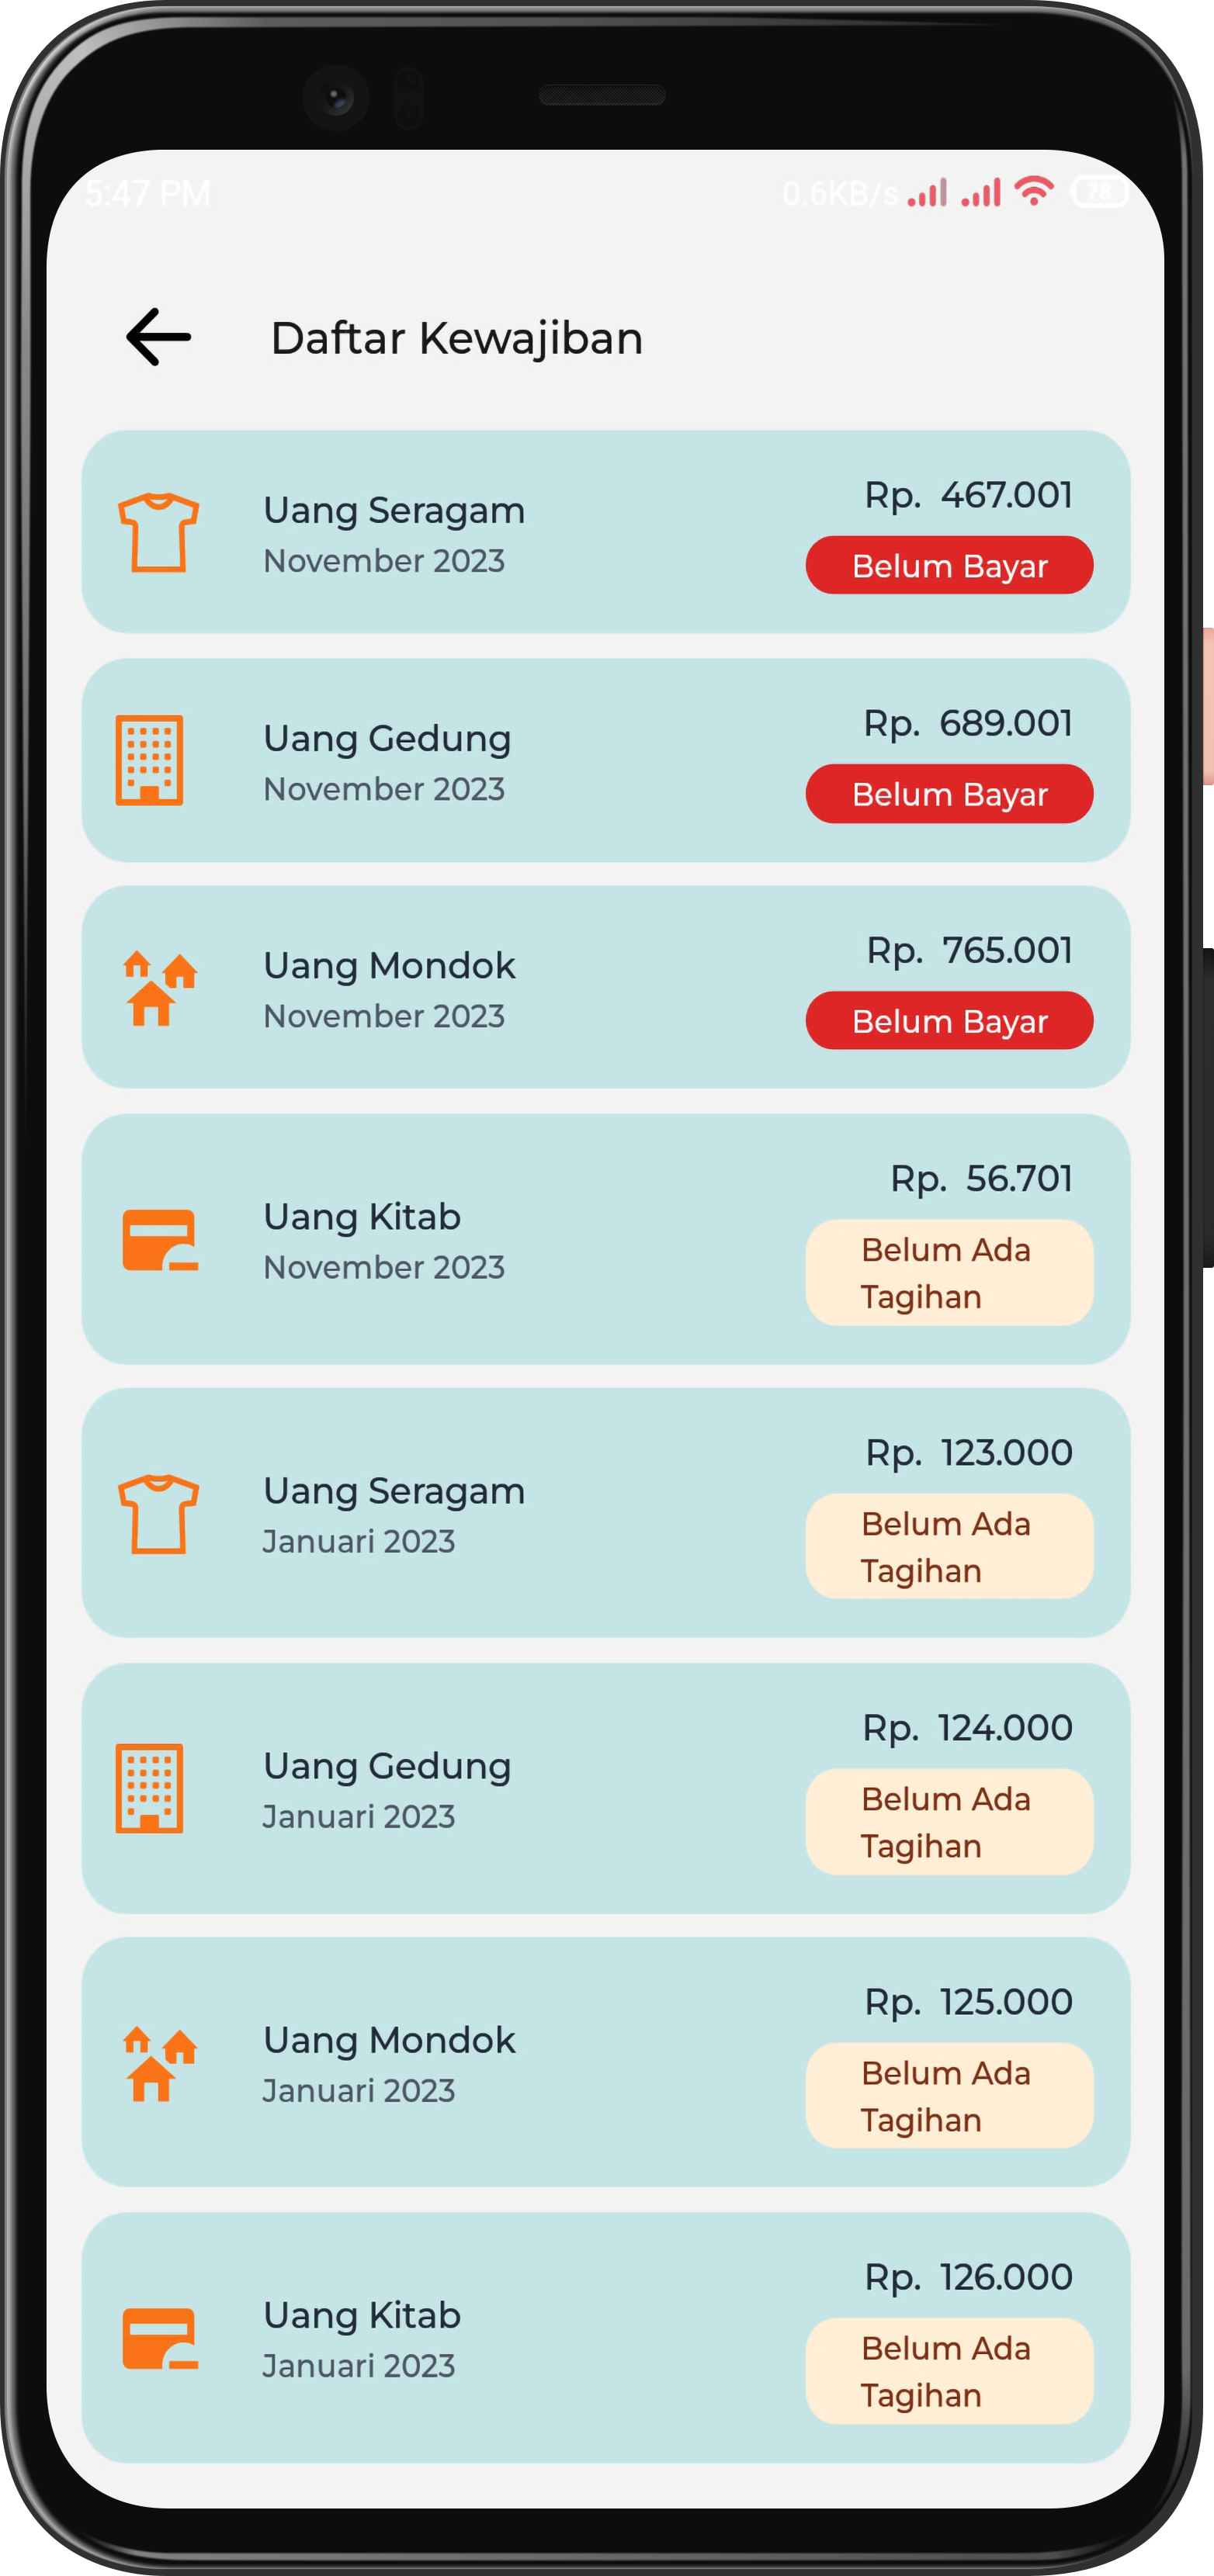 5:47 PM
0.6KB/s 78
Daftar Kewajiban
Uang Seragam
November 2023
Rp. 467.001
Belum Bayar
Uang Gedung
November 2023
Rp. 689.001
Belum Bayar
Uang Mondok
November 2023
Rp. 765.001
Belum Bayar
Uang Kitab
November 2023
Rp. 56.701
Belum Ada
Tagihan
Uang Seragam
Januari 2023
Rp. 123.000
Belum Ada
Tagihan
Uang Gedung
Januari 2023
Rp. 124.000
Belum Ada
Tagihan
Uang Mondok
Januari 2023
Rp. 125.000
Belum Ada
Tagihan
Uang Kitab
Januari 2023
Rp. 126.000
Belum Ada
Tagihan